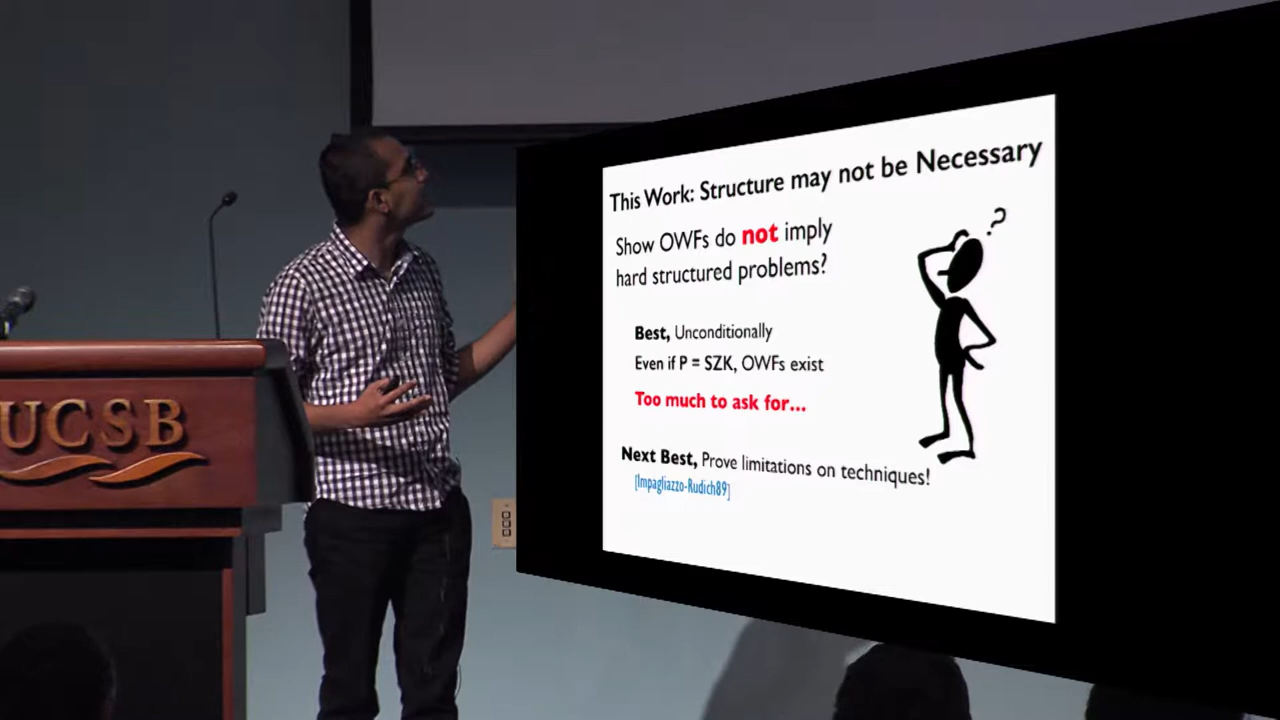 UCSB
This Work: Structure may not be Necessary
?
Show OWFs do not imply
hard structured problems?
Best, Unconditionally
Even if P = SZK, OWFs exist
Too much to ask for...
Next Best, Prove limitations on techniques!
[Impagliazzo-Rudich89]